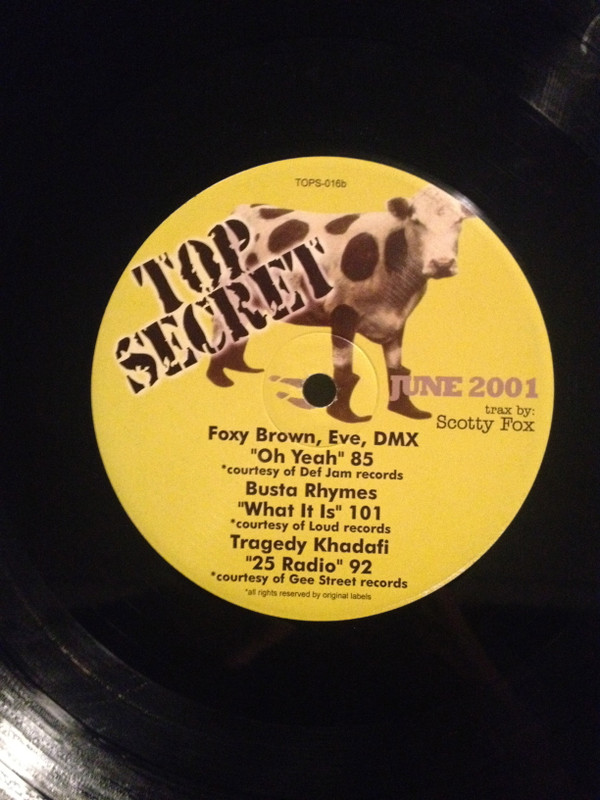 TOPS-016b
TOP
SECRET
JUNE 2001
trax by:
Scotty Fox
Foxy Brown, Eve, DMX
"Oh Yeah" 85
*courtesy of Def Jam records
Busta Rhymes
"What It Is" 101
*courtesy of Loud records
Tragedy Khadafi
"25 Radio" 92
*courtesy of Gee Street records
*all rights reserved by original labels